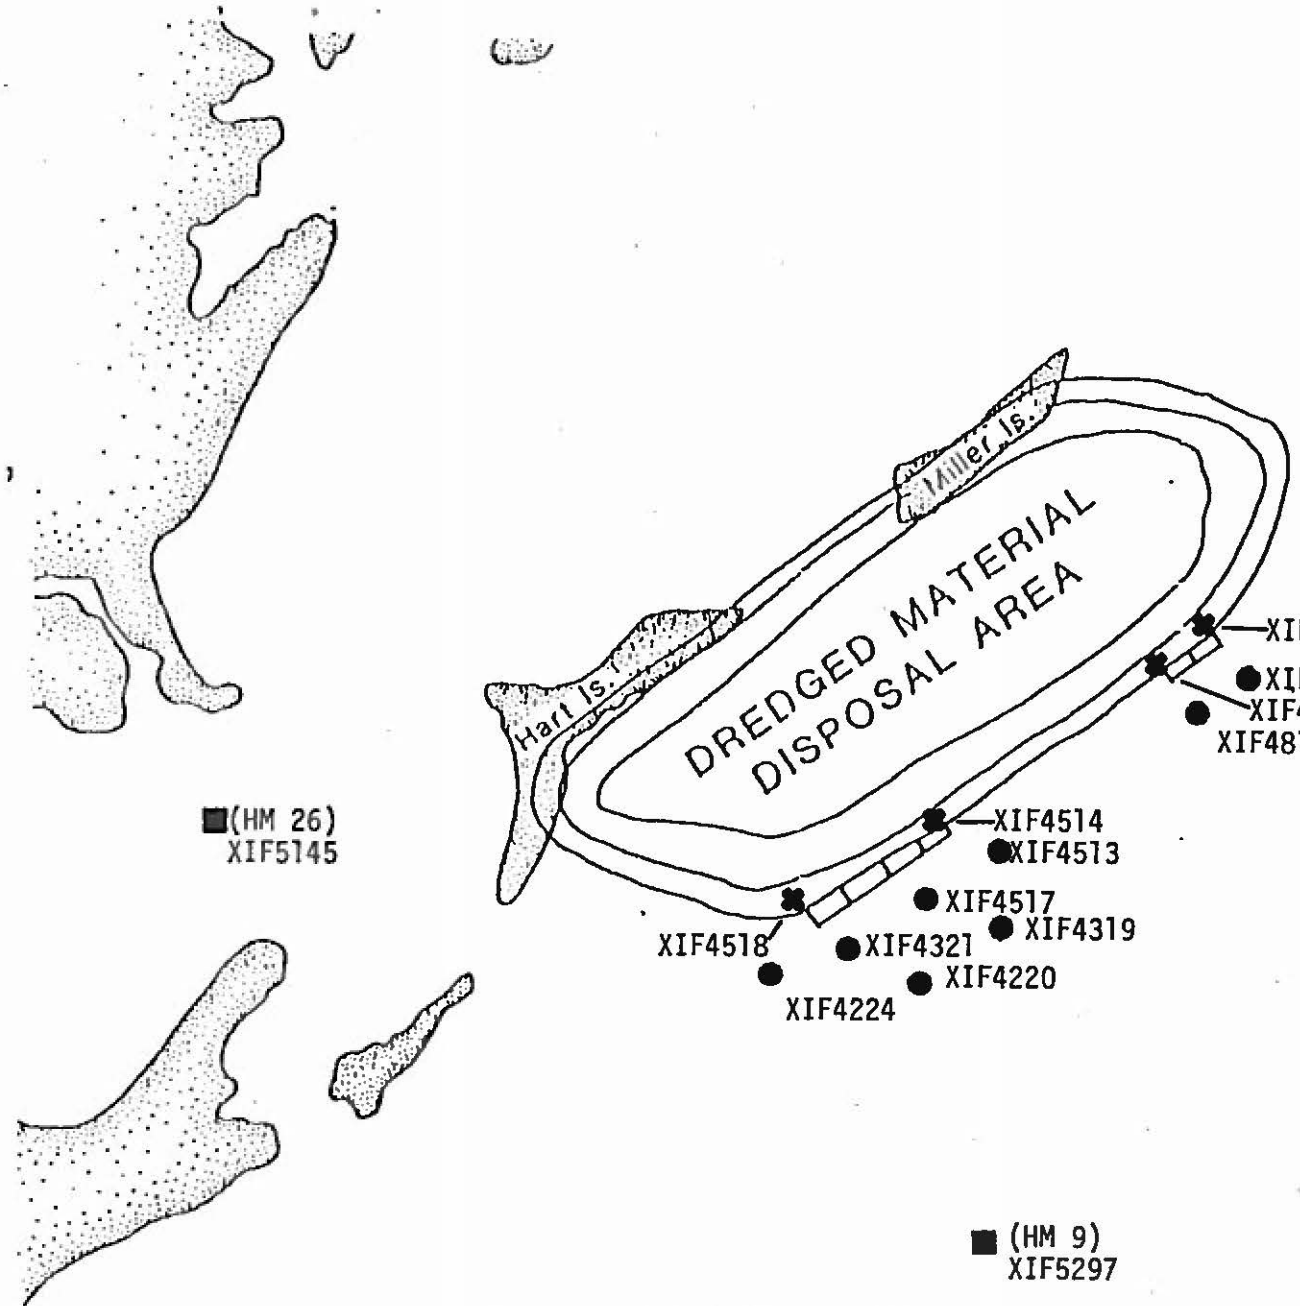 Miller Is.
DREDGED MATERIAL
DISPOSAL AREA
Hart Is.
(HM 26)
XIF5145
XIF4514
XIF4513
XIF4517
XIF4319
XIF4518
XIF4321
XIF4220
XIF4224
(HM 9)
XIF5297